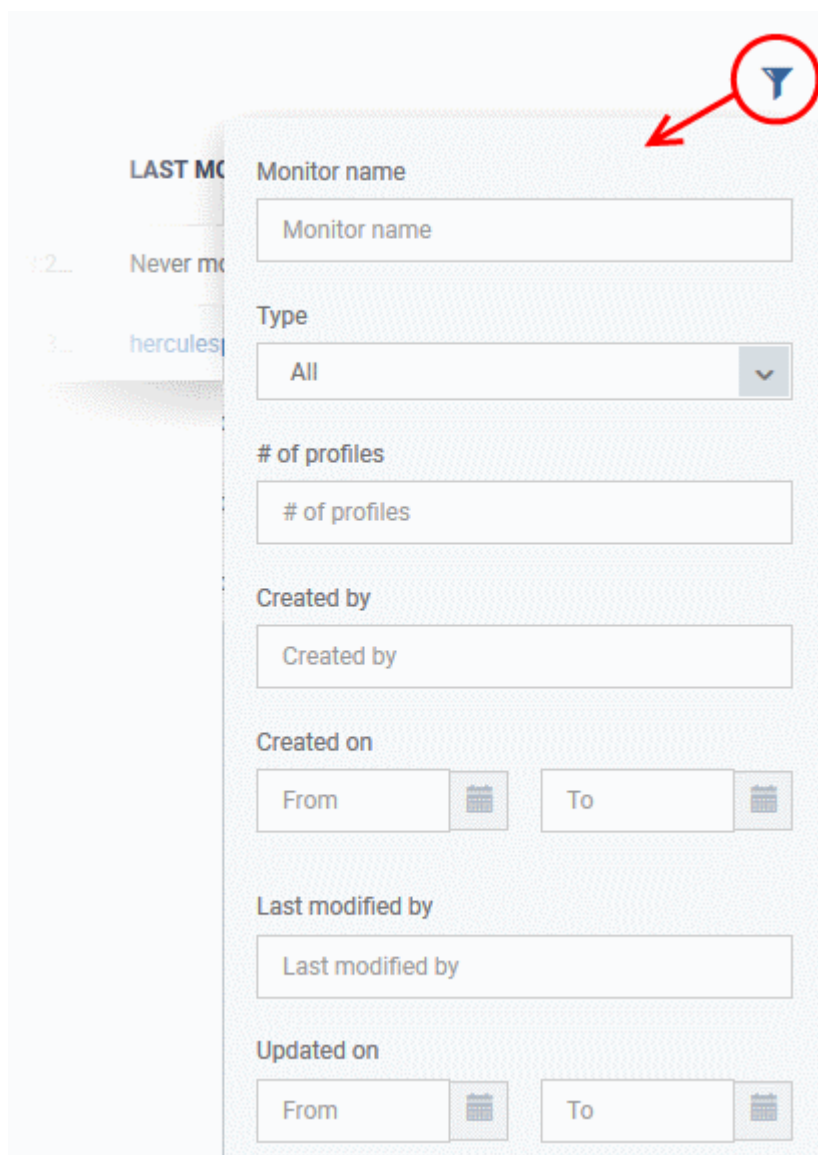 LAST MO
Monitor name
Monitor name
Never mo
Type
hercules
All
# of profiles
# of profiles
Created by
Created by
Created on
From To
Last modified by
Last modified by
Updated on
From To